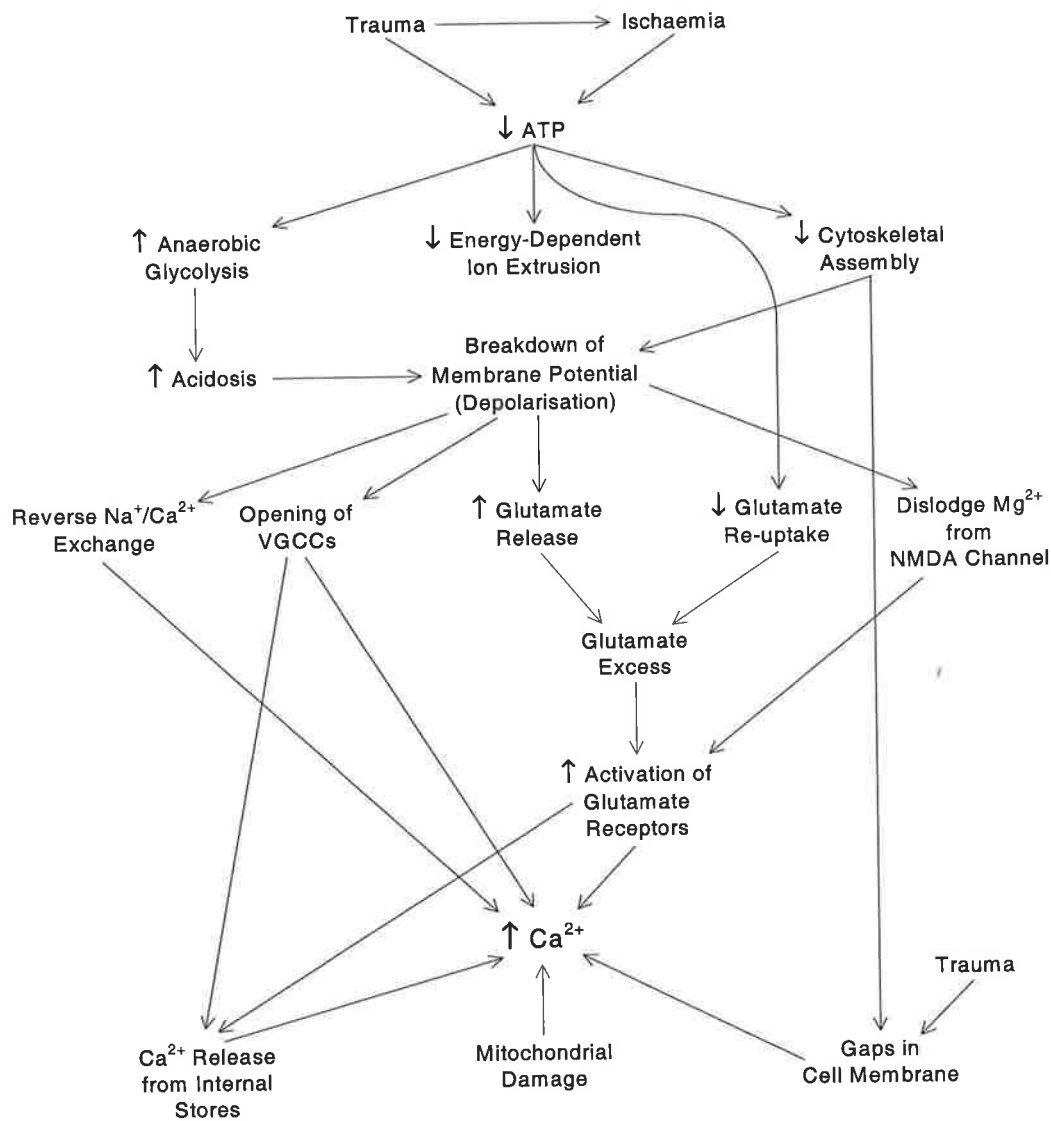 Trauma
Ischaemia
↓ ATP
↑ Anaerobic
Glycolysis
↓ Energy-Dependent
Ion Extrusion
↓ Cytoskeletal
Assembly
↑ Acidosis
Breakdown of
Membrane Potential
(Depolarisation)
Reverse Na⁺/Ca²⁺
Exchange
Opening of
VGCCs
↑ Glutamate
Release
↓ Glutamate
Re-uptake
Dislodge Mg²⁺
from
NMDA Channel
Glutamate
Excess
↑ Activation of
Glutamate
Receptors
↑ Ca²⁺
Trauma
Ca²⁺ Release
from Internal
Stores
Mitochondrial
Damage
Gaps in
Cell Membrane